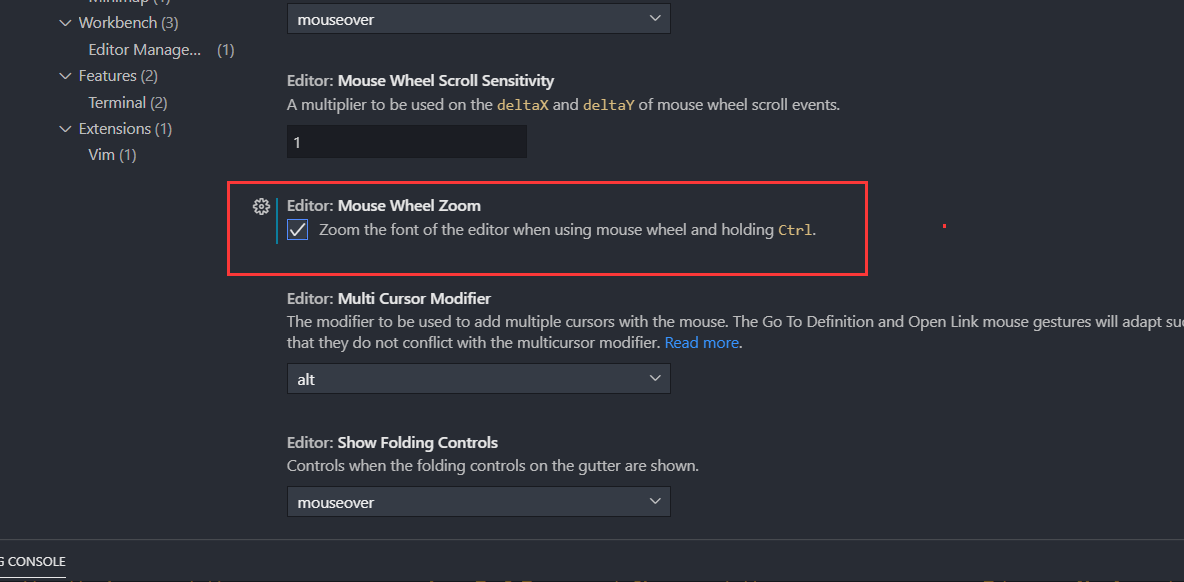 Minimap (1)
Workbench (3)
Editor Manage... (1)
Features (2)
Terminal (2)
Extensions (1)
Vim (1)
mouseover
Editor: Mouse Wheel Scroll Sensitivity
A multiplier to be used on the deltaX and deltaY of mouse wheel scroll events.
1
Editor: Mouse Wheel Zoom
Zoom the font of the editor when using mouse wheel and holding Ctrl.
Editor: Multi Cursor Modifier
The modifier to be used to add multiple cursors with the mouse. The Go To Definition and Open Link mouse gestures will adapt
that they do not conflict with the multicursor modifier. Read more.
alt
Editor: Show Folding Controls
Controls when the folding controls on the gutter are shown.
mouseover
G CONSOLE